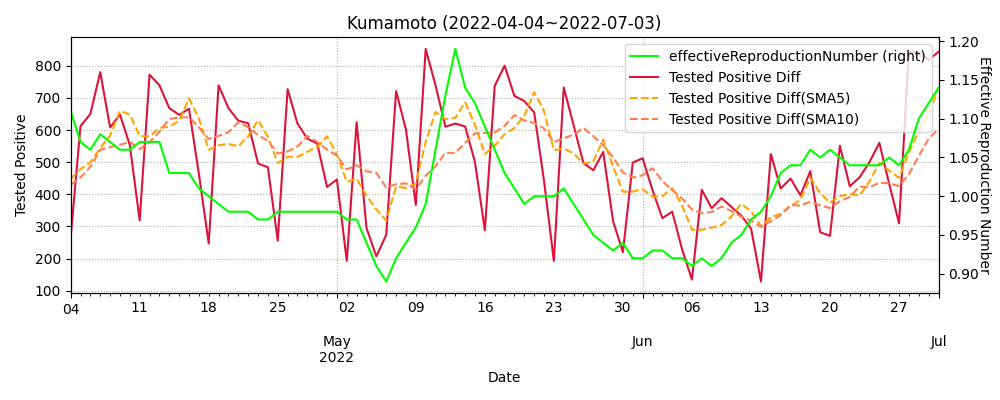 Kumamoto (2022-04-04~2022-07-03)
effectiveReproductionNumber (right)
Tested Positive Diff
Tested Positive Diff(SMA5)
Tested Positive Diff(SMA10)
Tested Positive
800
700
600
500
400
300
200
100
1.20
1.15
1.10
1.05
1.00
0.95
0.90
Effective Reproduction Number
04 11 18 25 02 09 16 23 30 06 13 20 27
May Jun Jul
2022
Date